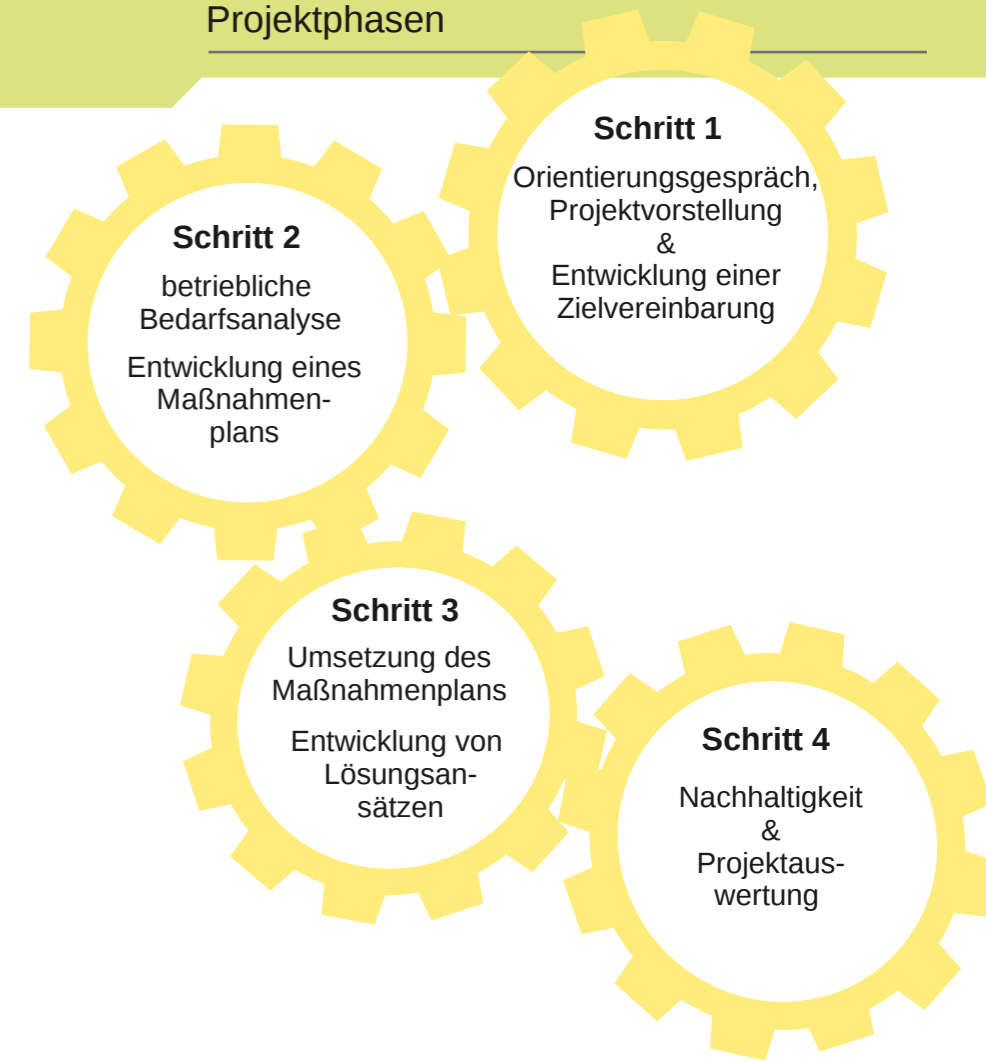 Projektphasen
Schritt 1
Orientierungsgespräch,
Projektvorstellung
&
Entwicklung einer
Zielvereinbarung
Schritt 2
betriebliche
Bedarfsanalyse
Entwicklung eines
Maßnahmen-
plans
Schritt 3
Umsetzung des
Maßnahmenplans
Entwicklung von
Lösungsan-
sätzen
Schritt 4
Nachhaltigkeit
&
Projektaus-
wertung